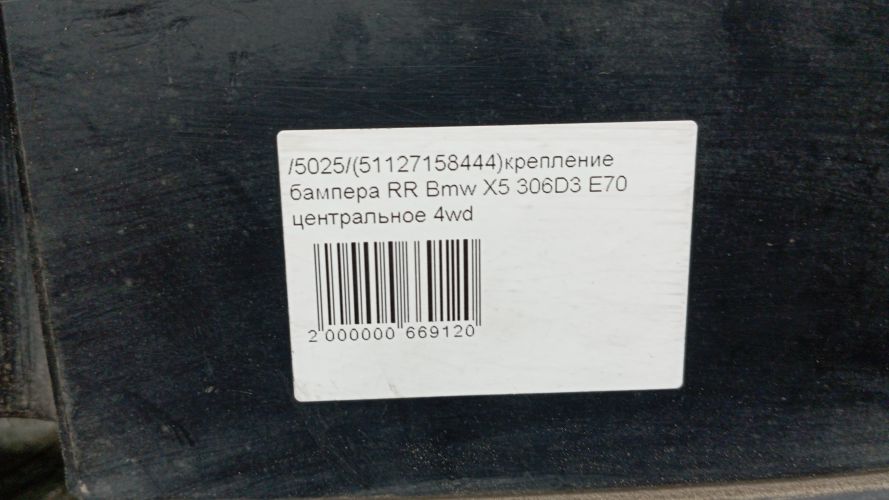 /5025/(51127158444)крепление
бампера RR Bmw X5 306D3 E70
центральное 4wd
2 000000 669120